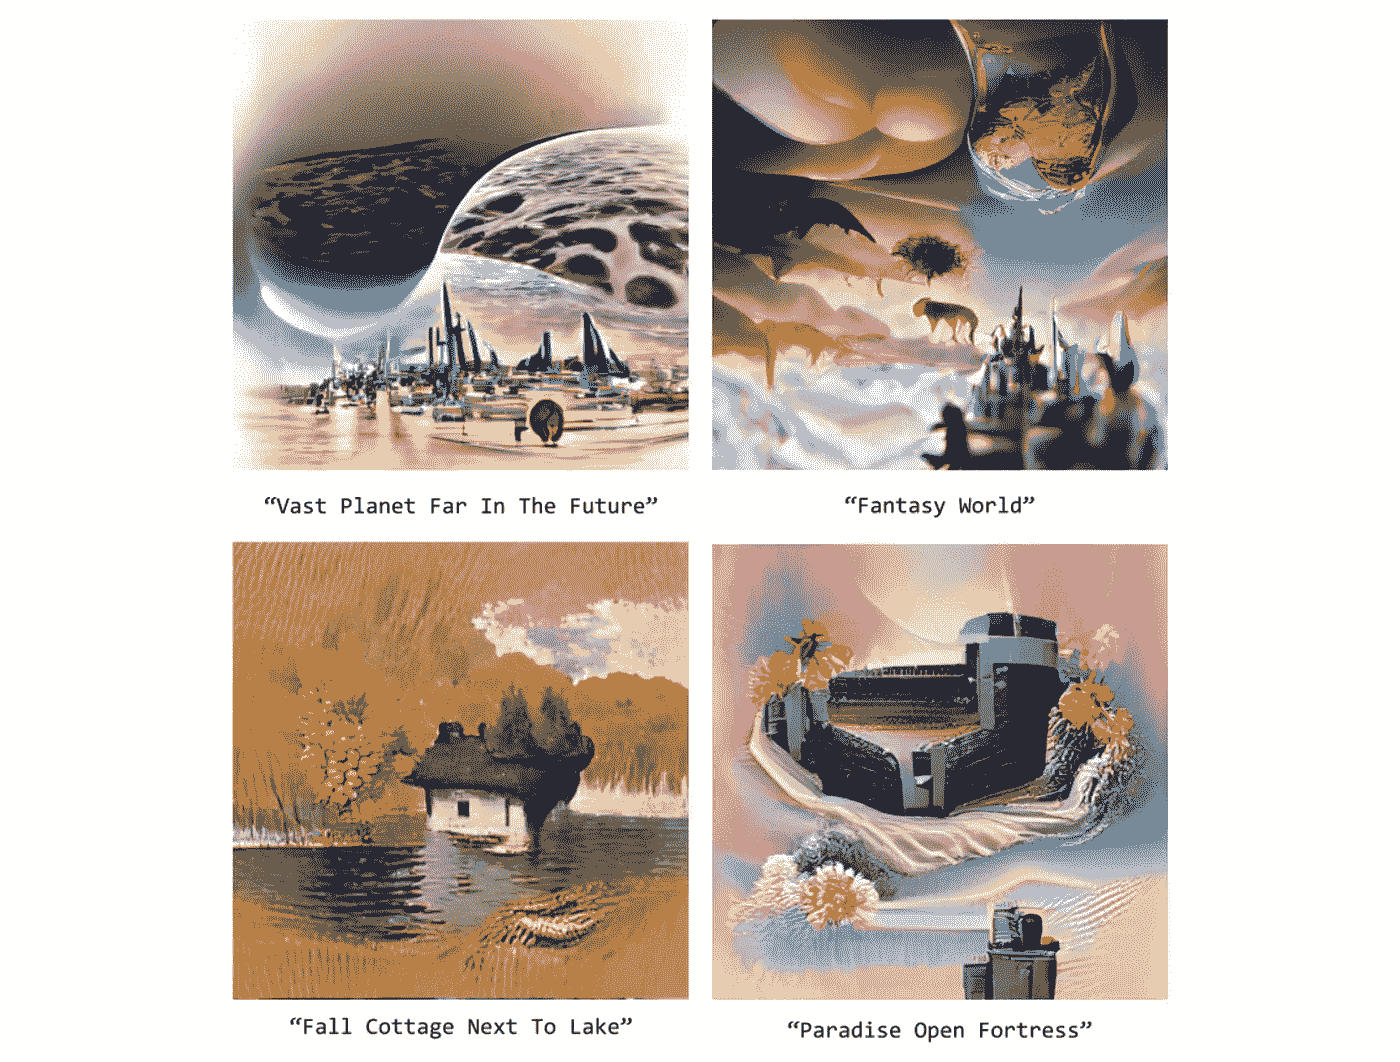 “Vast Planet Far In The Future”
“Fantasy World”
“Fall Cottage Next To Lake”
“Paradise Open Fortress”